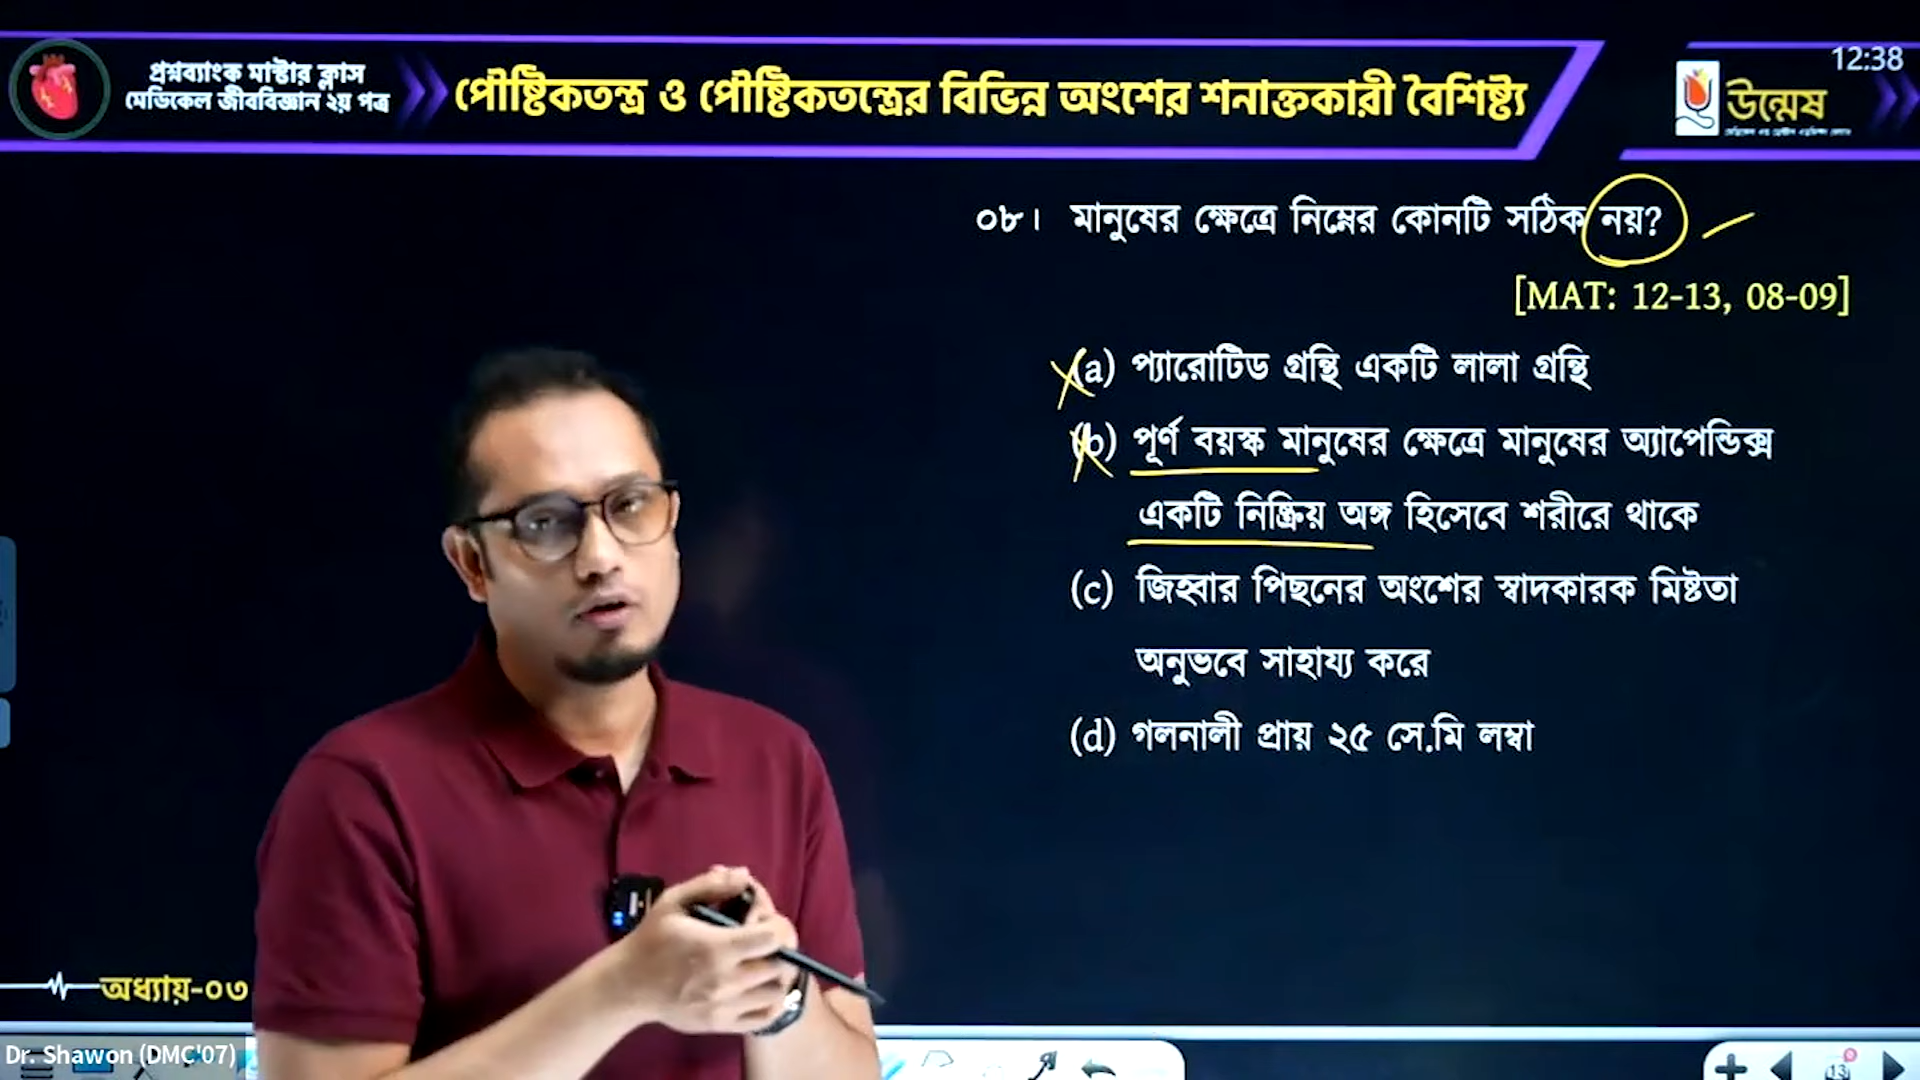 12:38
প্রশ্নব্যাংক মাস্টার ক্লাস
মেডিকেল জীববিজ্ঞান ২য় পত্র
পৌষ্টিকতন্ত্র ও পৌষ্টিকতন্ত্রের বিভিন্ন অংশের শনাক্তকারী বৈশিষ্ট্য
উন্মেষ
০৮। মানুষের ক্ষেত্রে নিম্নের কোনটি সঠিক নয়?
[MAT: 12-13, 08-09]
(a) প্যারোটিড গ্রন্থি একটি লালা গ্রন্থি
(b) পূর্ণ বয়স্ক মানুষের ক্ষেত্রে মানুষের অ্যাপেন্ডিক্স
একটি নিষ্ক্রিয় অঙ্গ হিসেবে শরীরে থাকে
(c) জিহ্বার পিছনের অংশের স্বাদকারক মিষ্টতা
অনুভবে সাহায্য করে
(d) গলনালী প্রায় ২৫ সে.মি লম্বা
অধ্যায়-০৩
Dr. Shawon (DMC'07)
13